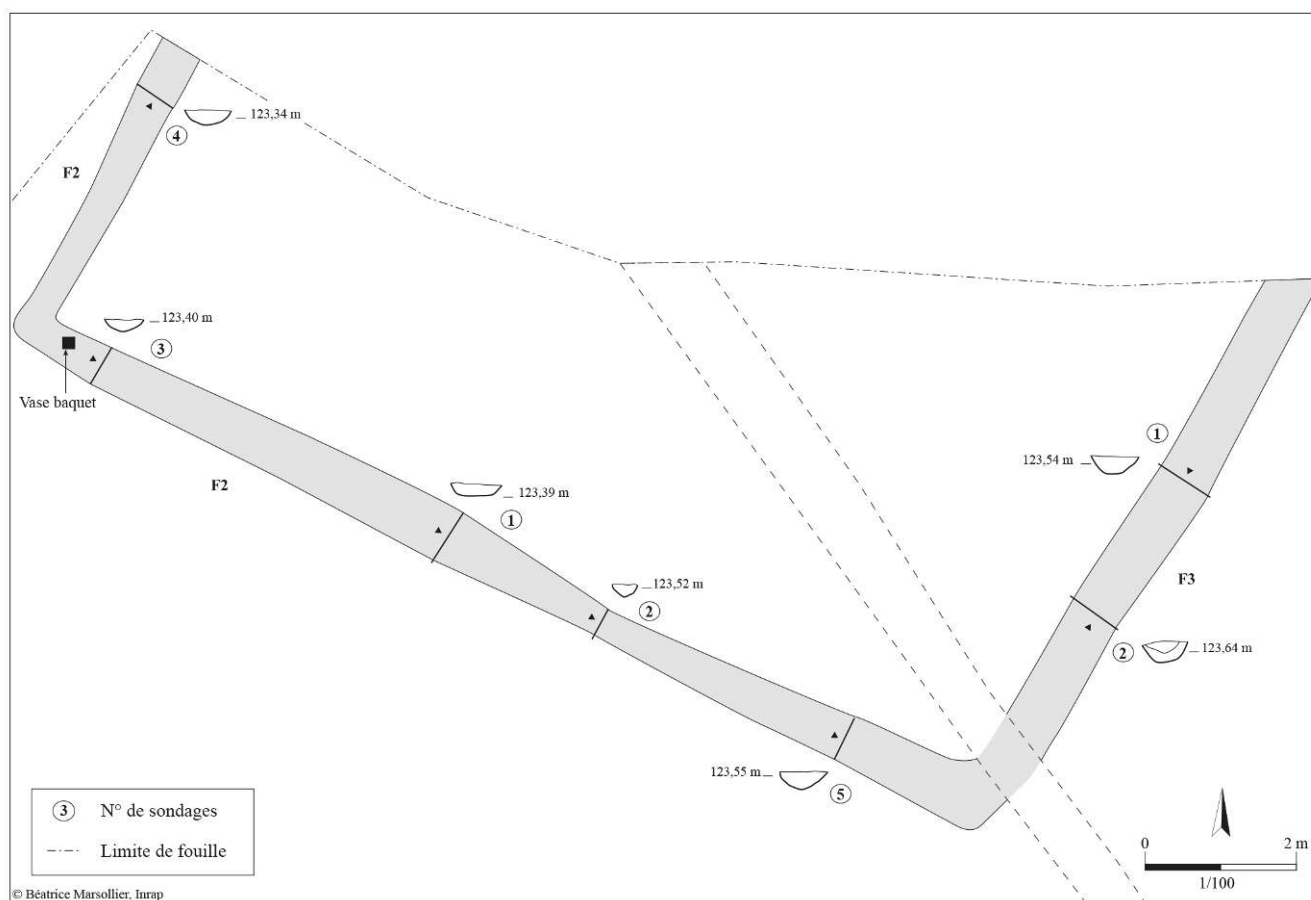 4
123,34 m
F2
123,40 m
3
Vase baquet
F2
123,39 m
1
1
123,54 m
123,52 m
2
F3
2
123,64 m
123,55 m
5
3 N° de sondages
Limite de fouille
0 2 m
1/100
© Béatrice Marsollier, Inrap